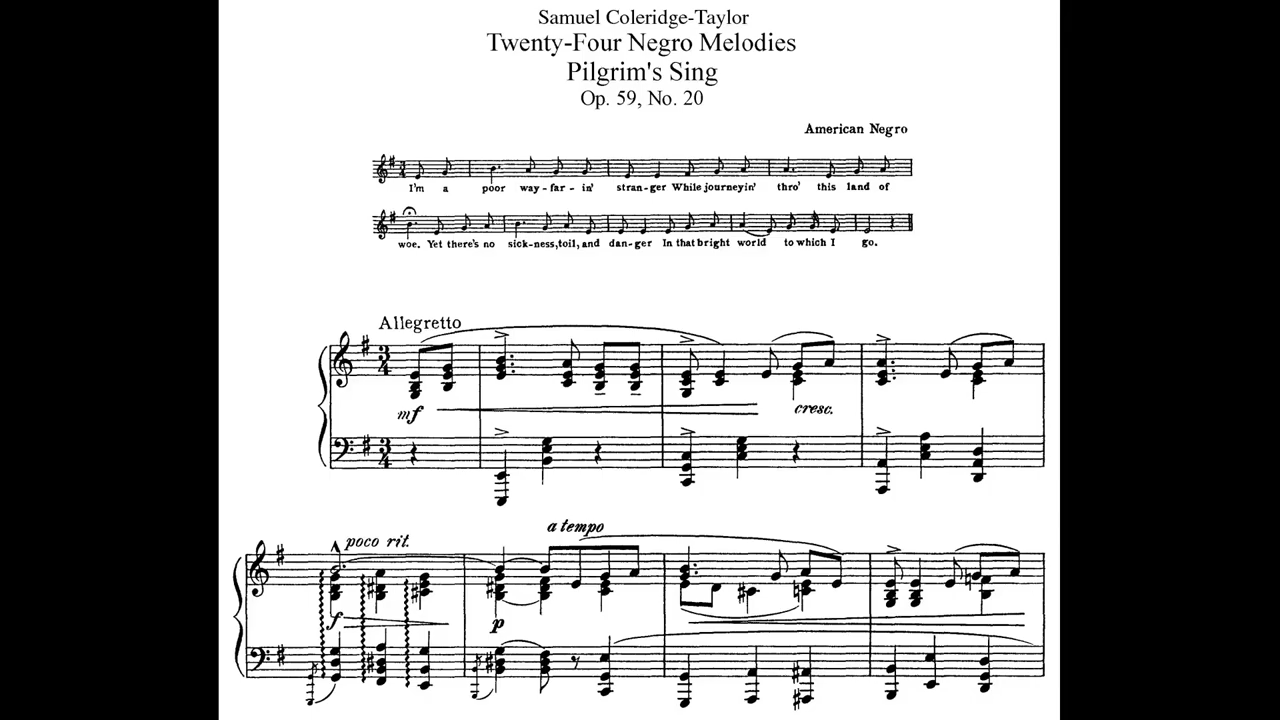 Samuel Coleridge-Taylor
Twenty-Four Negro Melodies
Pilgrim's Sing
Op. 59, No. 20
American Negro
I'm a poor way-far-in' stran-ger While journeyin' thro' this land of
woe. Yet there's no sick-ness, toil, and dan-ger In that bright world to which I go.
Allegretto
mf cresc.
poco rit. a tempo
f p